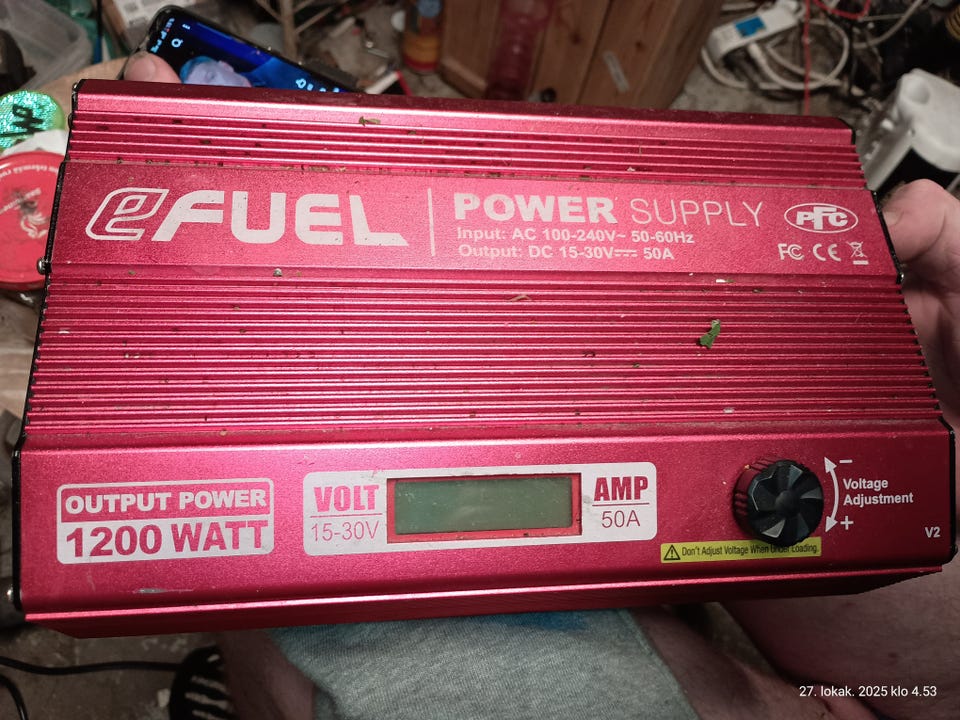 eFUEL
POWER SUPPLY
Input: AC 100-240V~ 50-60Hz
Output: DC 15-30V⎓ 50A
PFC
FC CE
OUTPUT POWER
1200 WATT
VOLT
15-30V
AMP
50A
− 
Voltage
Adjustment
+
V2
Don't Adjust Voltage When Under Loading.
27. lokak. 2025 klo 4.53